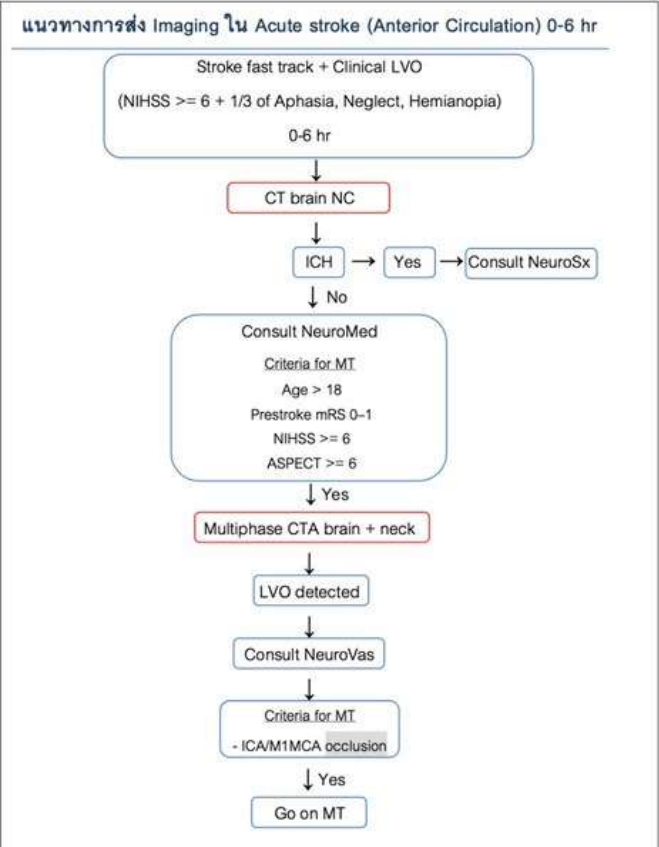 แนวทางการส่ง Imaging ใน Acute stroke (Anterior Circulation) 0-6 hr
Stroke fast track + Clinical LVO
(NIHSS >= 6 + 1/3 of Aphasia, Neglect, Hemianopia)
0-6 hr
CT brain NC
ICH
Yes
Consult NeuroSx
No
Consult NeuroMed
Criteria for MT
Age > 18
Prestroke mRS 0–1
NIHSS >= 6
ASPECT >= 6
Yes
Multiphase CTA brain + neck
LVO detected
Consult NeuroVas
Criteria for MT
- ICA/M1MCA occlusion
Yes
Go on MT